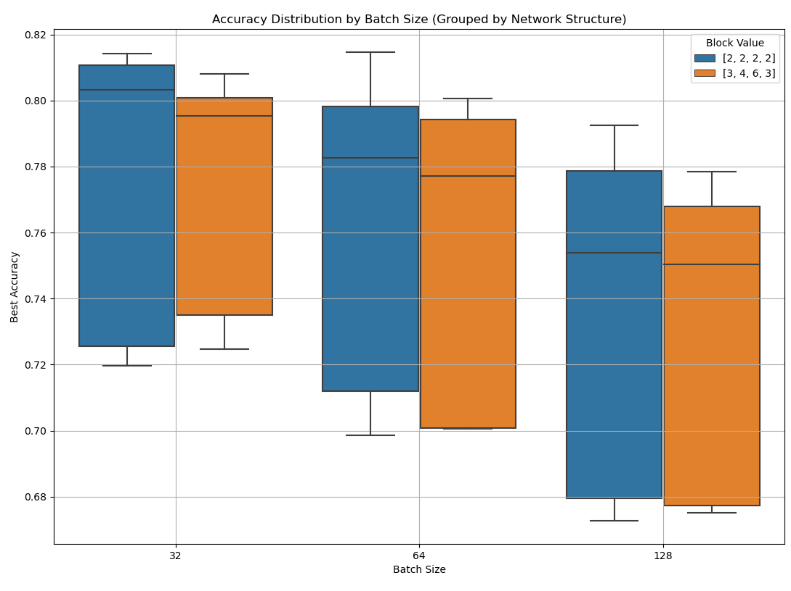 Accuracy Distribution by Batch Size (Grouped by Network Structure)
Block Value
[2, 2, 2, 2]
[3, 4, 6, 3]
Best Accuracy
0.82
0.80
0.78
0.76
0.74
0.72
0.70
0.68
32
64
128
Batch Size